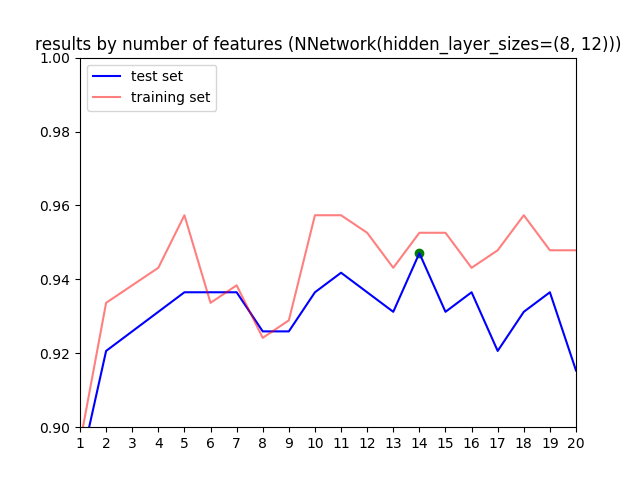 results by number of features (NNetwork(hidden_layer_sizes=(8, 12)))
test set
training set
1.00
0.98
0.96
0.94
0.92
0.90
1 2 3 4 5 6 7 8 9 10 11 12 13 14 15 16 17 18 19 20